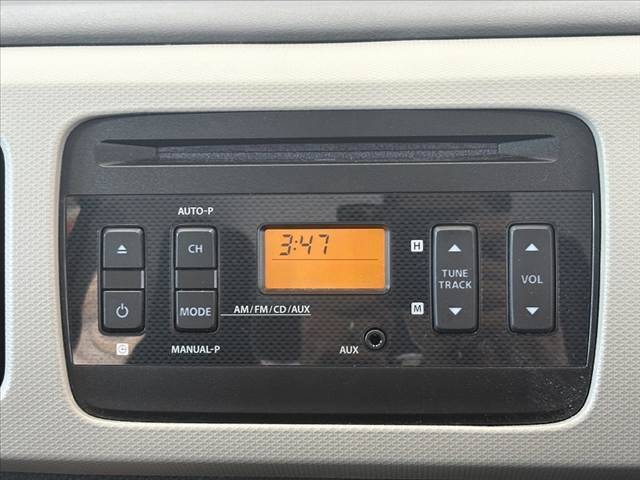 AUTO-P
CH
3:47
H
TUNE
TRACK
VOL
MODE
AM/FM/CD/AUX
M
C
MANUAL-P
AUX